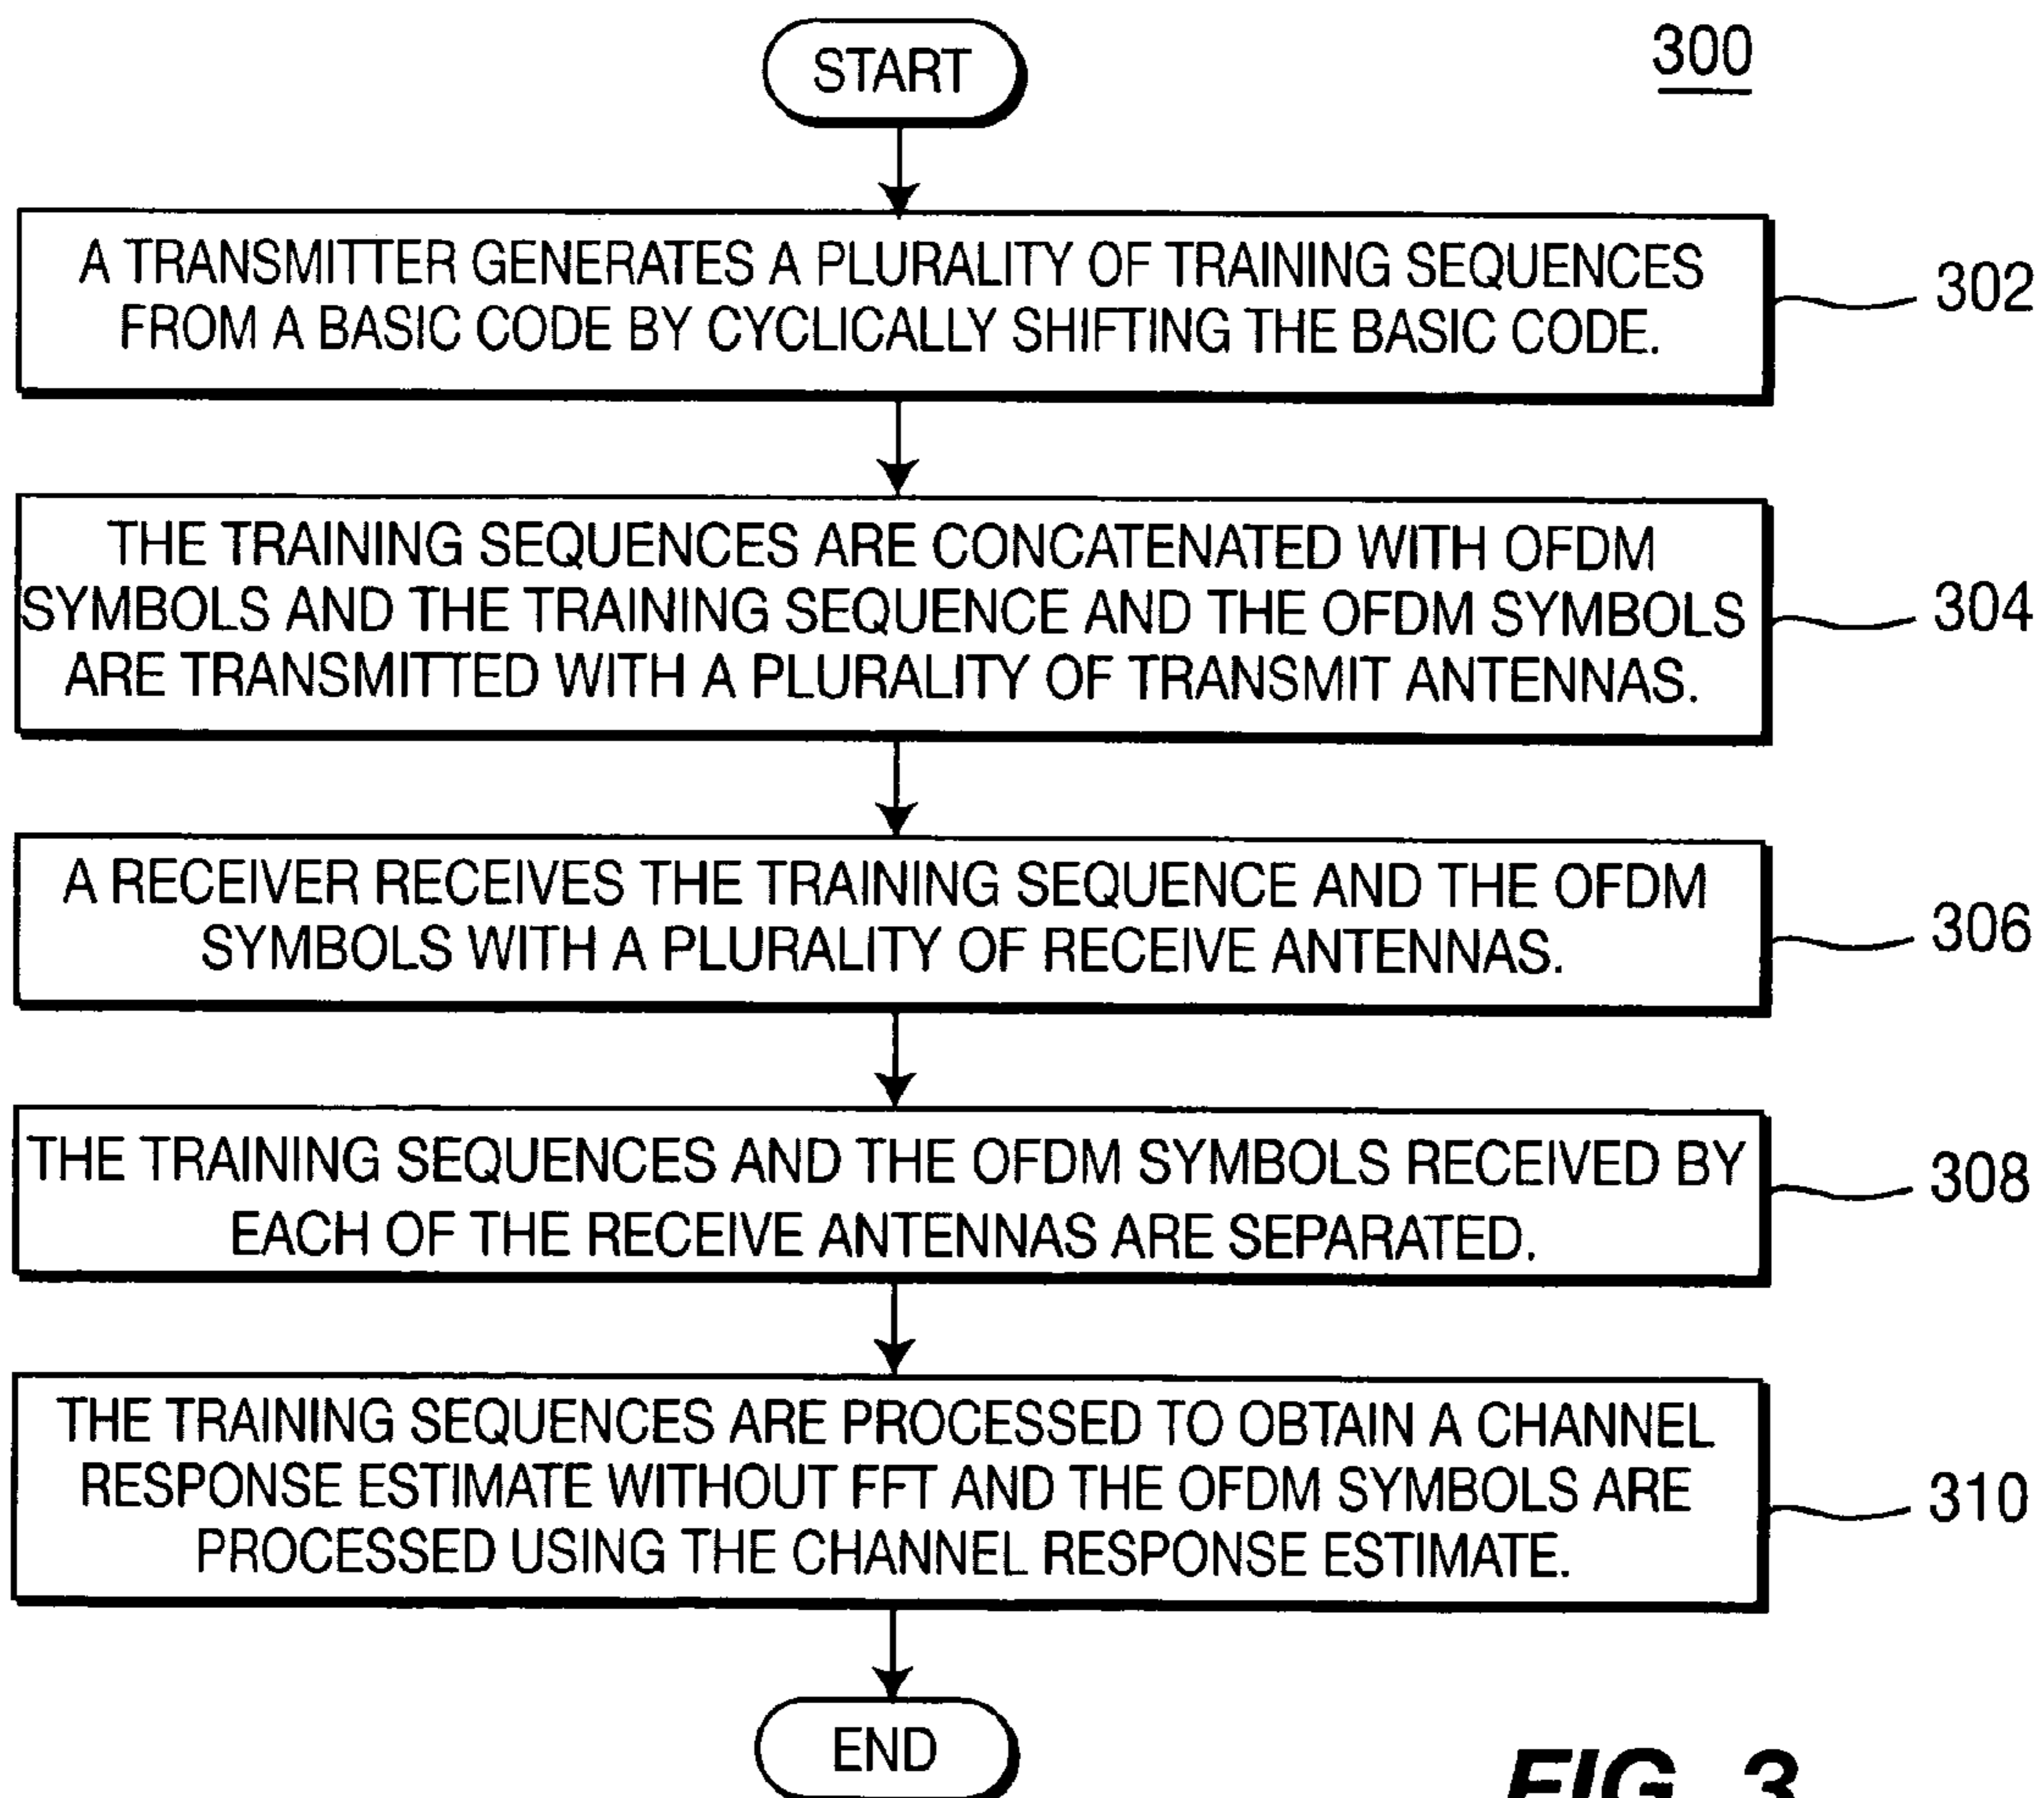 START
300
A TRANSMITTER GENERATES A PLURALITY OF TRAINING SEQUENCES
FROM A BASIC CODE BY CYCLICALLY SHIFTING THE BASIC CODE.
302
THE TRAINING SEQUENCES ARE CONCATENATED WITH OFDM
SYMBOLS AND THE TRAINING SEQUENCE AND THE OFDM SYMBOLS
ARE TRANSMITTED WITH A PLURALITY OF TRANSMIT ANTENNAS.
304
A RECEIVER RECEIVES THE TRAINING SEQUENCE AND THE OFDM
SYMBOLS WITH A PLURALITY OF RECEIVE ANTENNAS.
306
THE TRAINING SEQUENCES AND THE OFDM SYMBOLS RECEIVED BY
EACH OF THE RECEIVE ANTENNAS ARE SEPARATED.
308
THE TRAINING SEQUENCES ARE PROCESSED TO OBTAIN A CHANNEL
RESPONSE ESTIMATE WITHOUT FFT AND THE OFDM SYMBOLS ARE
PROCESSED USING THE CHANNEL RESPONSE ESTIMATE.
310
END
FIG. 3